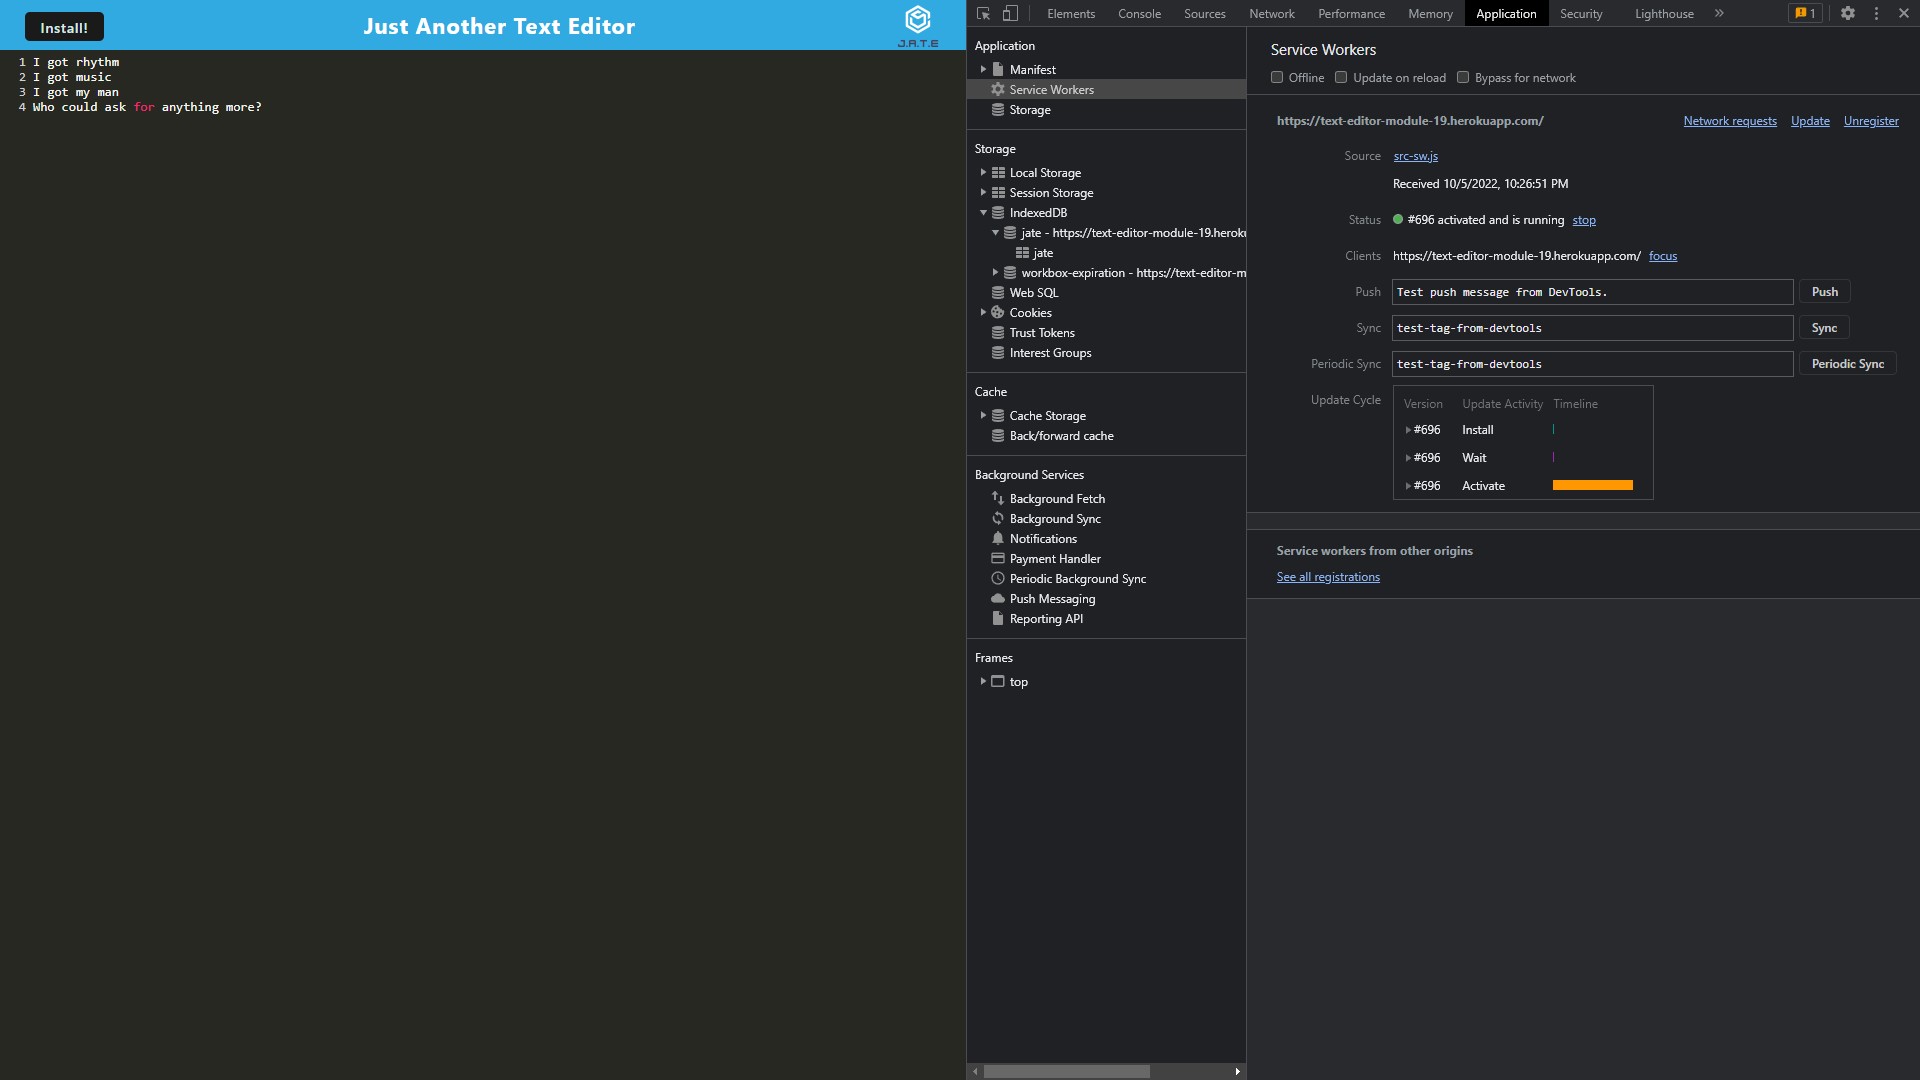 Install!
Just Another Text Editor
J.A.T.E
1 I got rhythm
2 I got music
3 I got my man
4 Who could ask for anything more?
Elements Console Sources Network Performance Memory Application Security Lighthouse » 1
Application
Manifest
Service Workers
Storage
Storage
Local Storage
Session Storage
IndexedDB
jate - https://text-editor-module-19.heroku
jate
workbox-expiration - https://text-editor-m
Web SQL
Cookies
Trust Tokens
Interest Groups
Cache
Cache Storage
Back/forward cache
Background Services
Background Fetch
Background Sync
Notifications
Payment Handler
Periodic Background Sync
Push Messaging
Reporting API
Frames
top
Service Workers
Offline Update on reload Bypass for network
https://text-editor-module-19.herokuapp.com/ Network requests Update Unregister
Source src-sw.js
Received 10/5/2022, 10:26:51 PM
Status #696 activated and is running stop
Clients https://text-editor-module-19.herokuapp.com/ focus
Push Test push message from DevTools. Push
Sync test-tag-from-devtools Sync
Periodic Sync test-tag-from-devtools Periodic Sync
Update Cycle Version Update Activity Timeline
#696 Install
#696 Wait
#696 Activate
Service workers from other origins
See all registrations